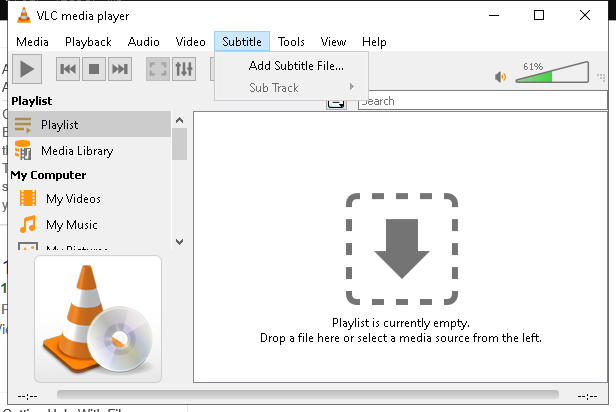 VLC media player
Media Playback Audio Video Subtitle Tools View Help
Add Subtitle File...
Sub Track
61%
Search
Playlist
Playlist
Media Library
My Computer
My Videos
My Music
My Pictures
Playlist is currently empty.
Drop a file here or select a media source from the left.
--:-- --:--